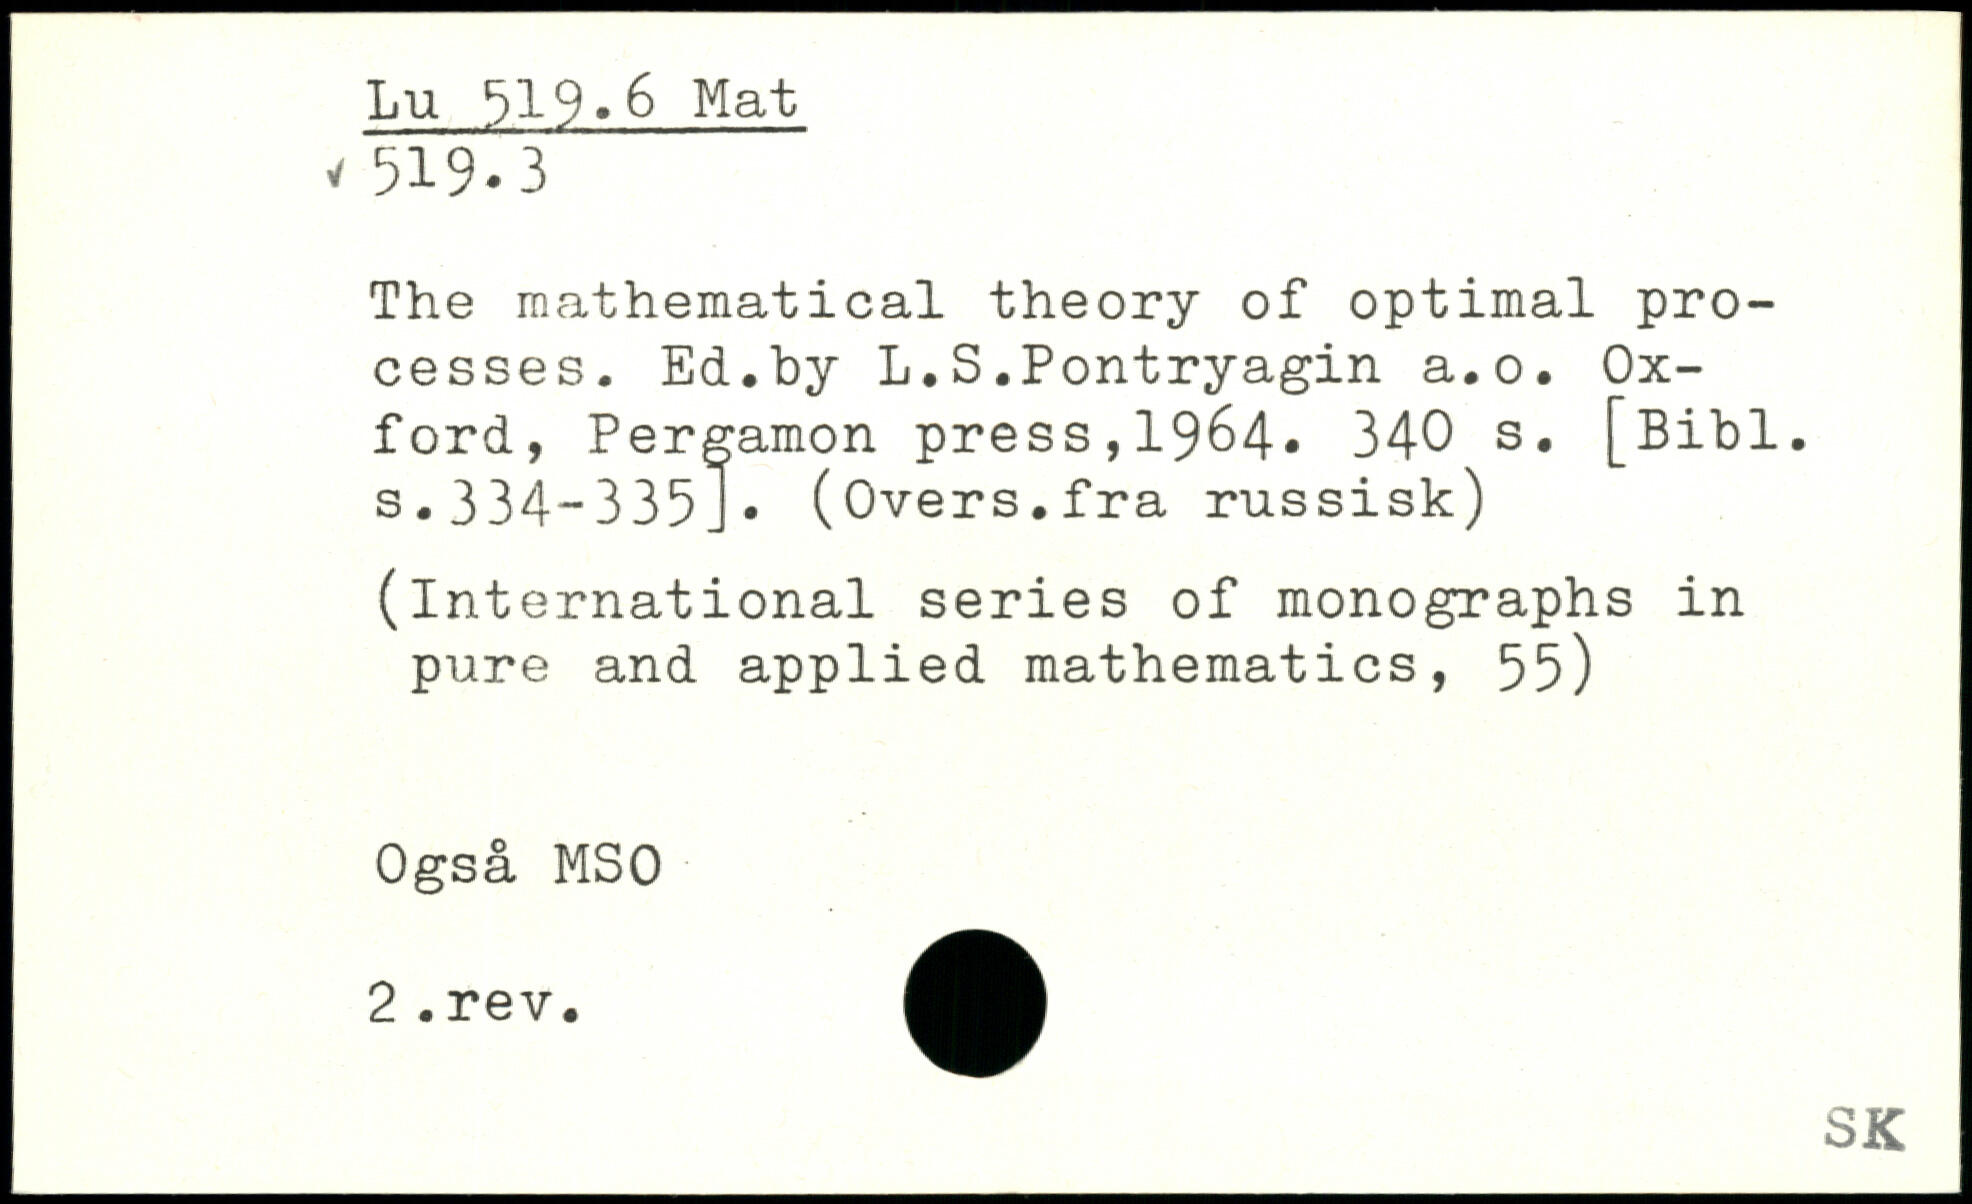 Lu 519.6 Mat
✓ 519.3
The mathematical theory of optimal pro-
cesses. Ed.by L.S.Pontryagin a.o. Ox-
ford, Pergamon press,1964. 340 s. [Bibl.
s.334-335]. (Overs.fra russisk)
(International series of monographs in
pure and applied mathematics, 55)
Også MSO
2.rev.
SK